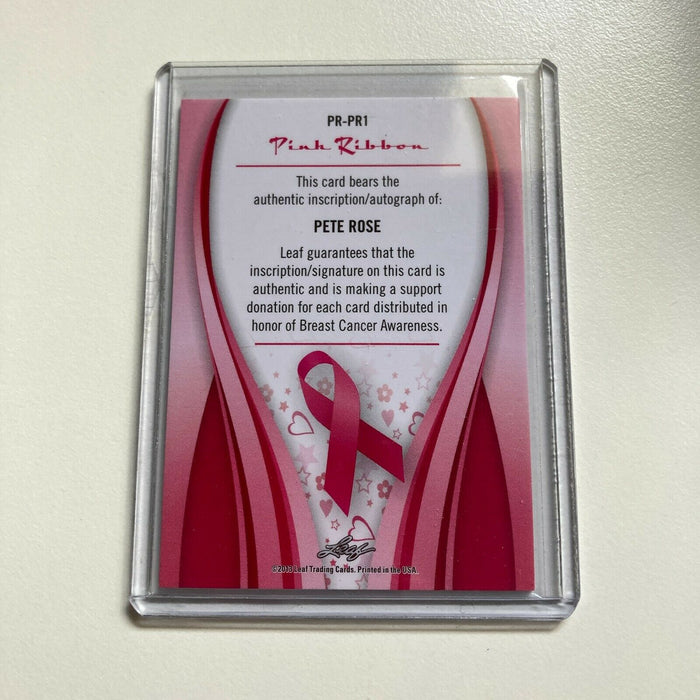 PR-PR1
Pink Ribbon
This card bears the
authentic inscription/autograph of:
PETE ROSE
Leaf guarantees that the
inscription/signature on this card is
authentic and is making a support
donation for each card distributed in
honor of Breast Cancer Awareness.
Leaf
©2013 Leaf Trading Cards. Printed in the USA.